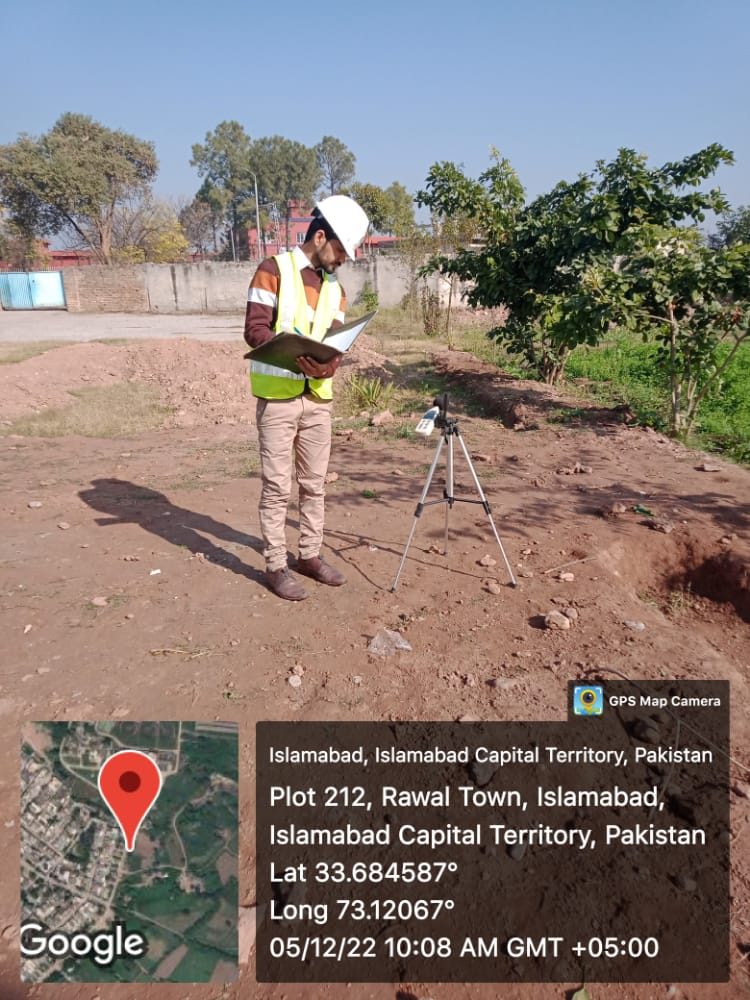 GPS Map Camera
Islamabad, Islamabad Capital Territory, Pakistan
Plot 212, Rawal Town, Islamabad,
Islamabad Capital Territory, Pakistan
Lat 33.684587°
Long 73.12067°
05/12/22 10:08 AM GMT +05:00
Google